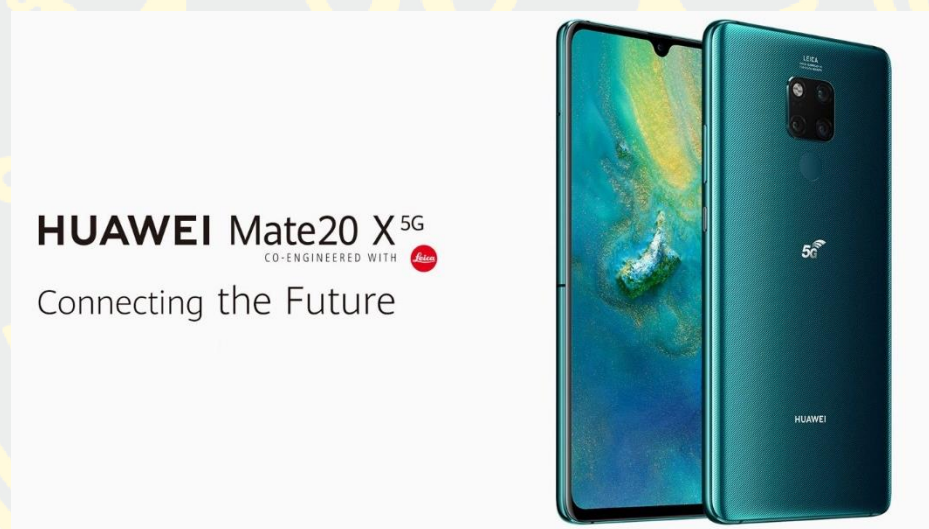 HUAWEI Mate20 X 5G
CO-ENGINEERED WITH Leica
Connecting the Future
LEICA
5G
HUAWEI